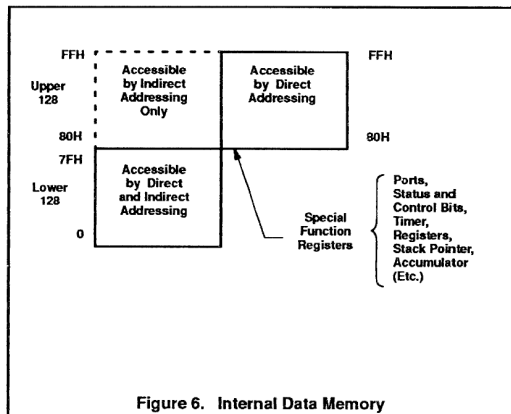 FFH
Upper
128
80H
7FH
Lower
128
0
Accessible
by Indirect
Addressing
Only
Accessible
by Direct
Addressing
FFH
80H
Accessible
by Direct
and Indirect
Addressing
Special
Function
Registers
Ports,
Status and
Control Bits,
Timer,
Registers,
Stack Pointer,
Accumulator
(Etc.)
Figure 6. Internal Data Memory